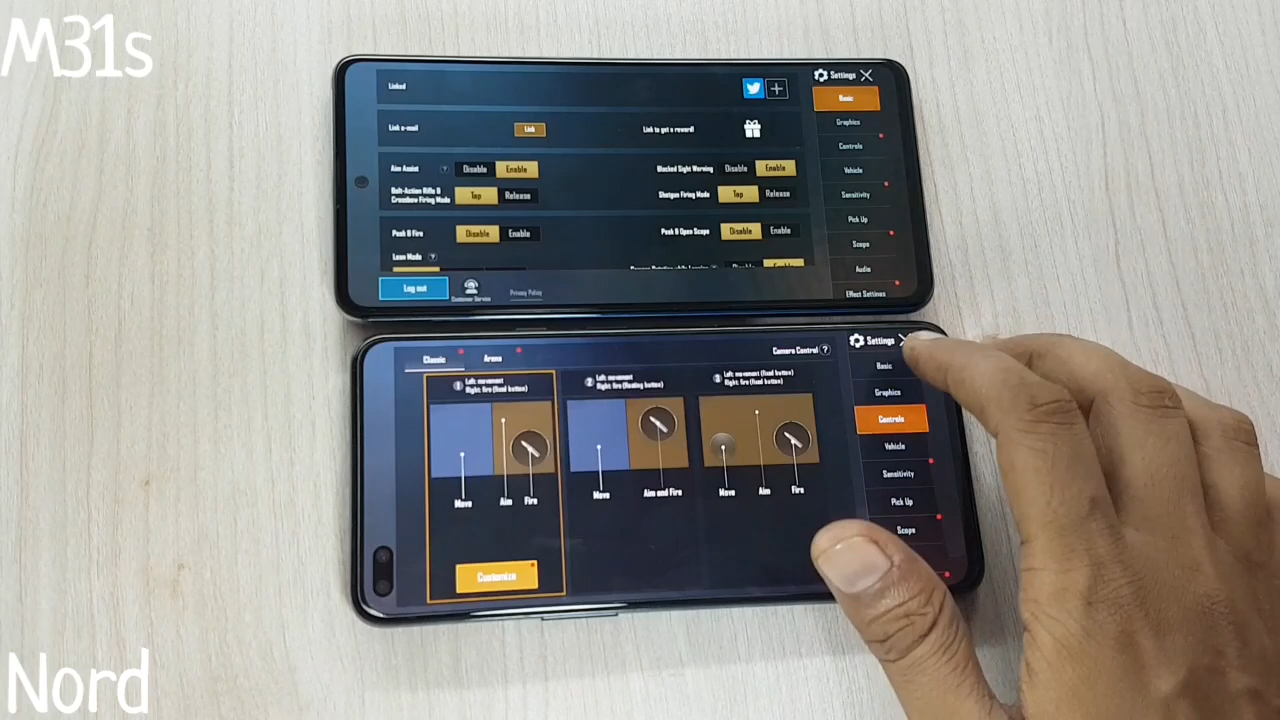 M31s
Linked
Settings
Basic
Link e-mail
Link
Link to get a reward!
Graphics
Controls
Aim Assist ? Disable Enable
Blocked Sight Warning Disable Enable
Vehicle
Bolt-Action Rifle &
Crossbow Firing Mode
Tap Release
Shotgun Firing Mode Tap Release
Sensitivity
Pick Up
Peek & Fire Disable Enable
Peek & Open Scope Disable Enable
Scope
Lean Mode ?
Audio
Log out
Customer Service
Privacy Policy
Effect Settings
Classic
Arena
Camera Control ?
Settings
Basic
1 Left movement
Right fire (fixed button)
2 Left movement
Right fire (floating button)
3 Left movement (fixed button)
Right fire (fixed button)
Graphics
Controls
Vehicle
Sensitivity
Move Aim Fire
Move Aim and Fire
Move Aim Fire
Pick Up
Scope
Customize
Nord